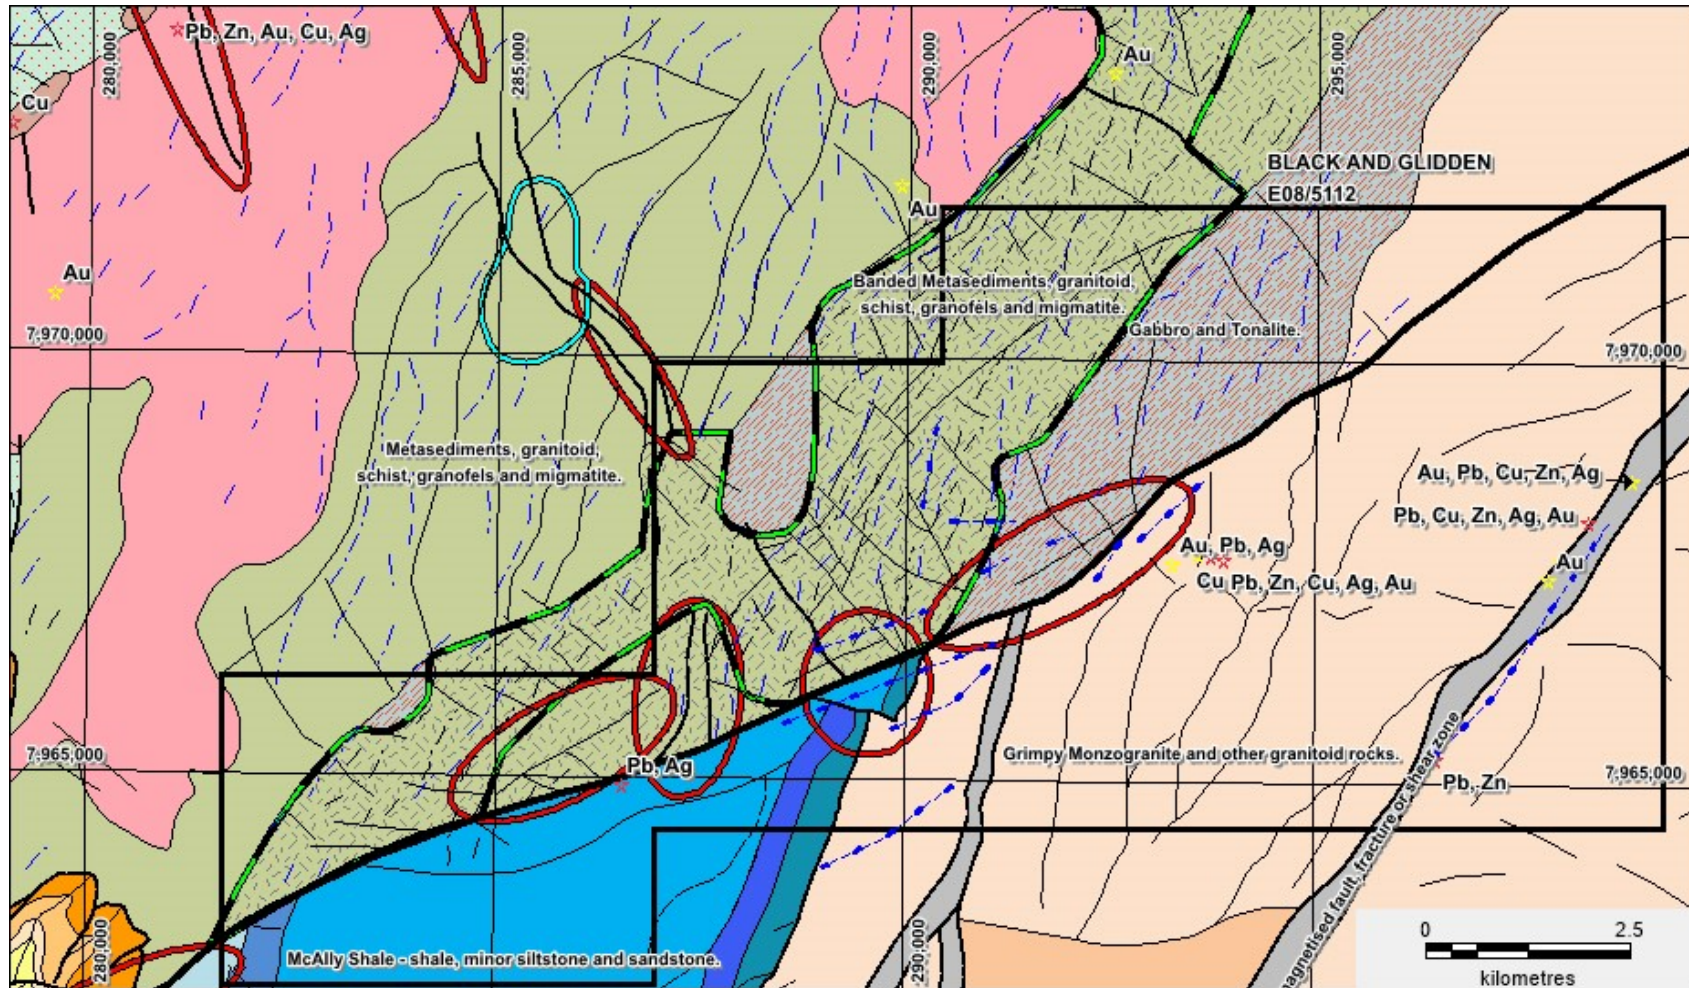 Pb, Zn, Au, Cu, Ag
280,000
285,000
290,000
295,000
Au
Cu
BLACK AND GLIDDEN
E08/5112
Au
Au
Banded Metasediments, granitoid,
schist, granofels and migmatite.
Gabbro and Tonalite.
7,970,000
7,970,000
Metasediments, granitoid,
schist, granofels and migmatite.
Au, Pb, Cu, Zn, Ag
Pb, Cu, Zn, Ag, Au
Au, Pb, Ag
Au
Cu Pb, Zn, Cu, Ag, Au
7,965,000
Pb, Ag
Grimpy Monzogranite and other granitoid rocks.
7,965,000
Pb, Zn
magnetised fault, fracture or shear zone
280,000
290,000
McAlly Shale - shale, minor siltstone and sandstone.
0 2.5
kilometres